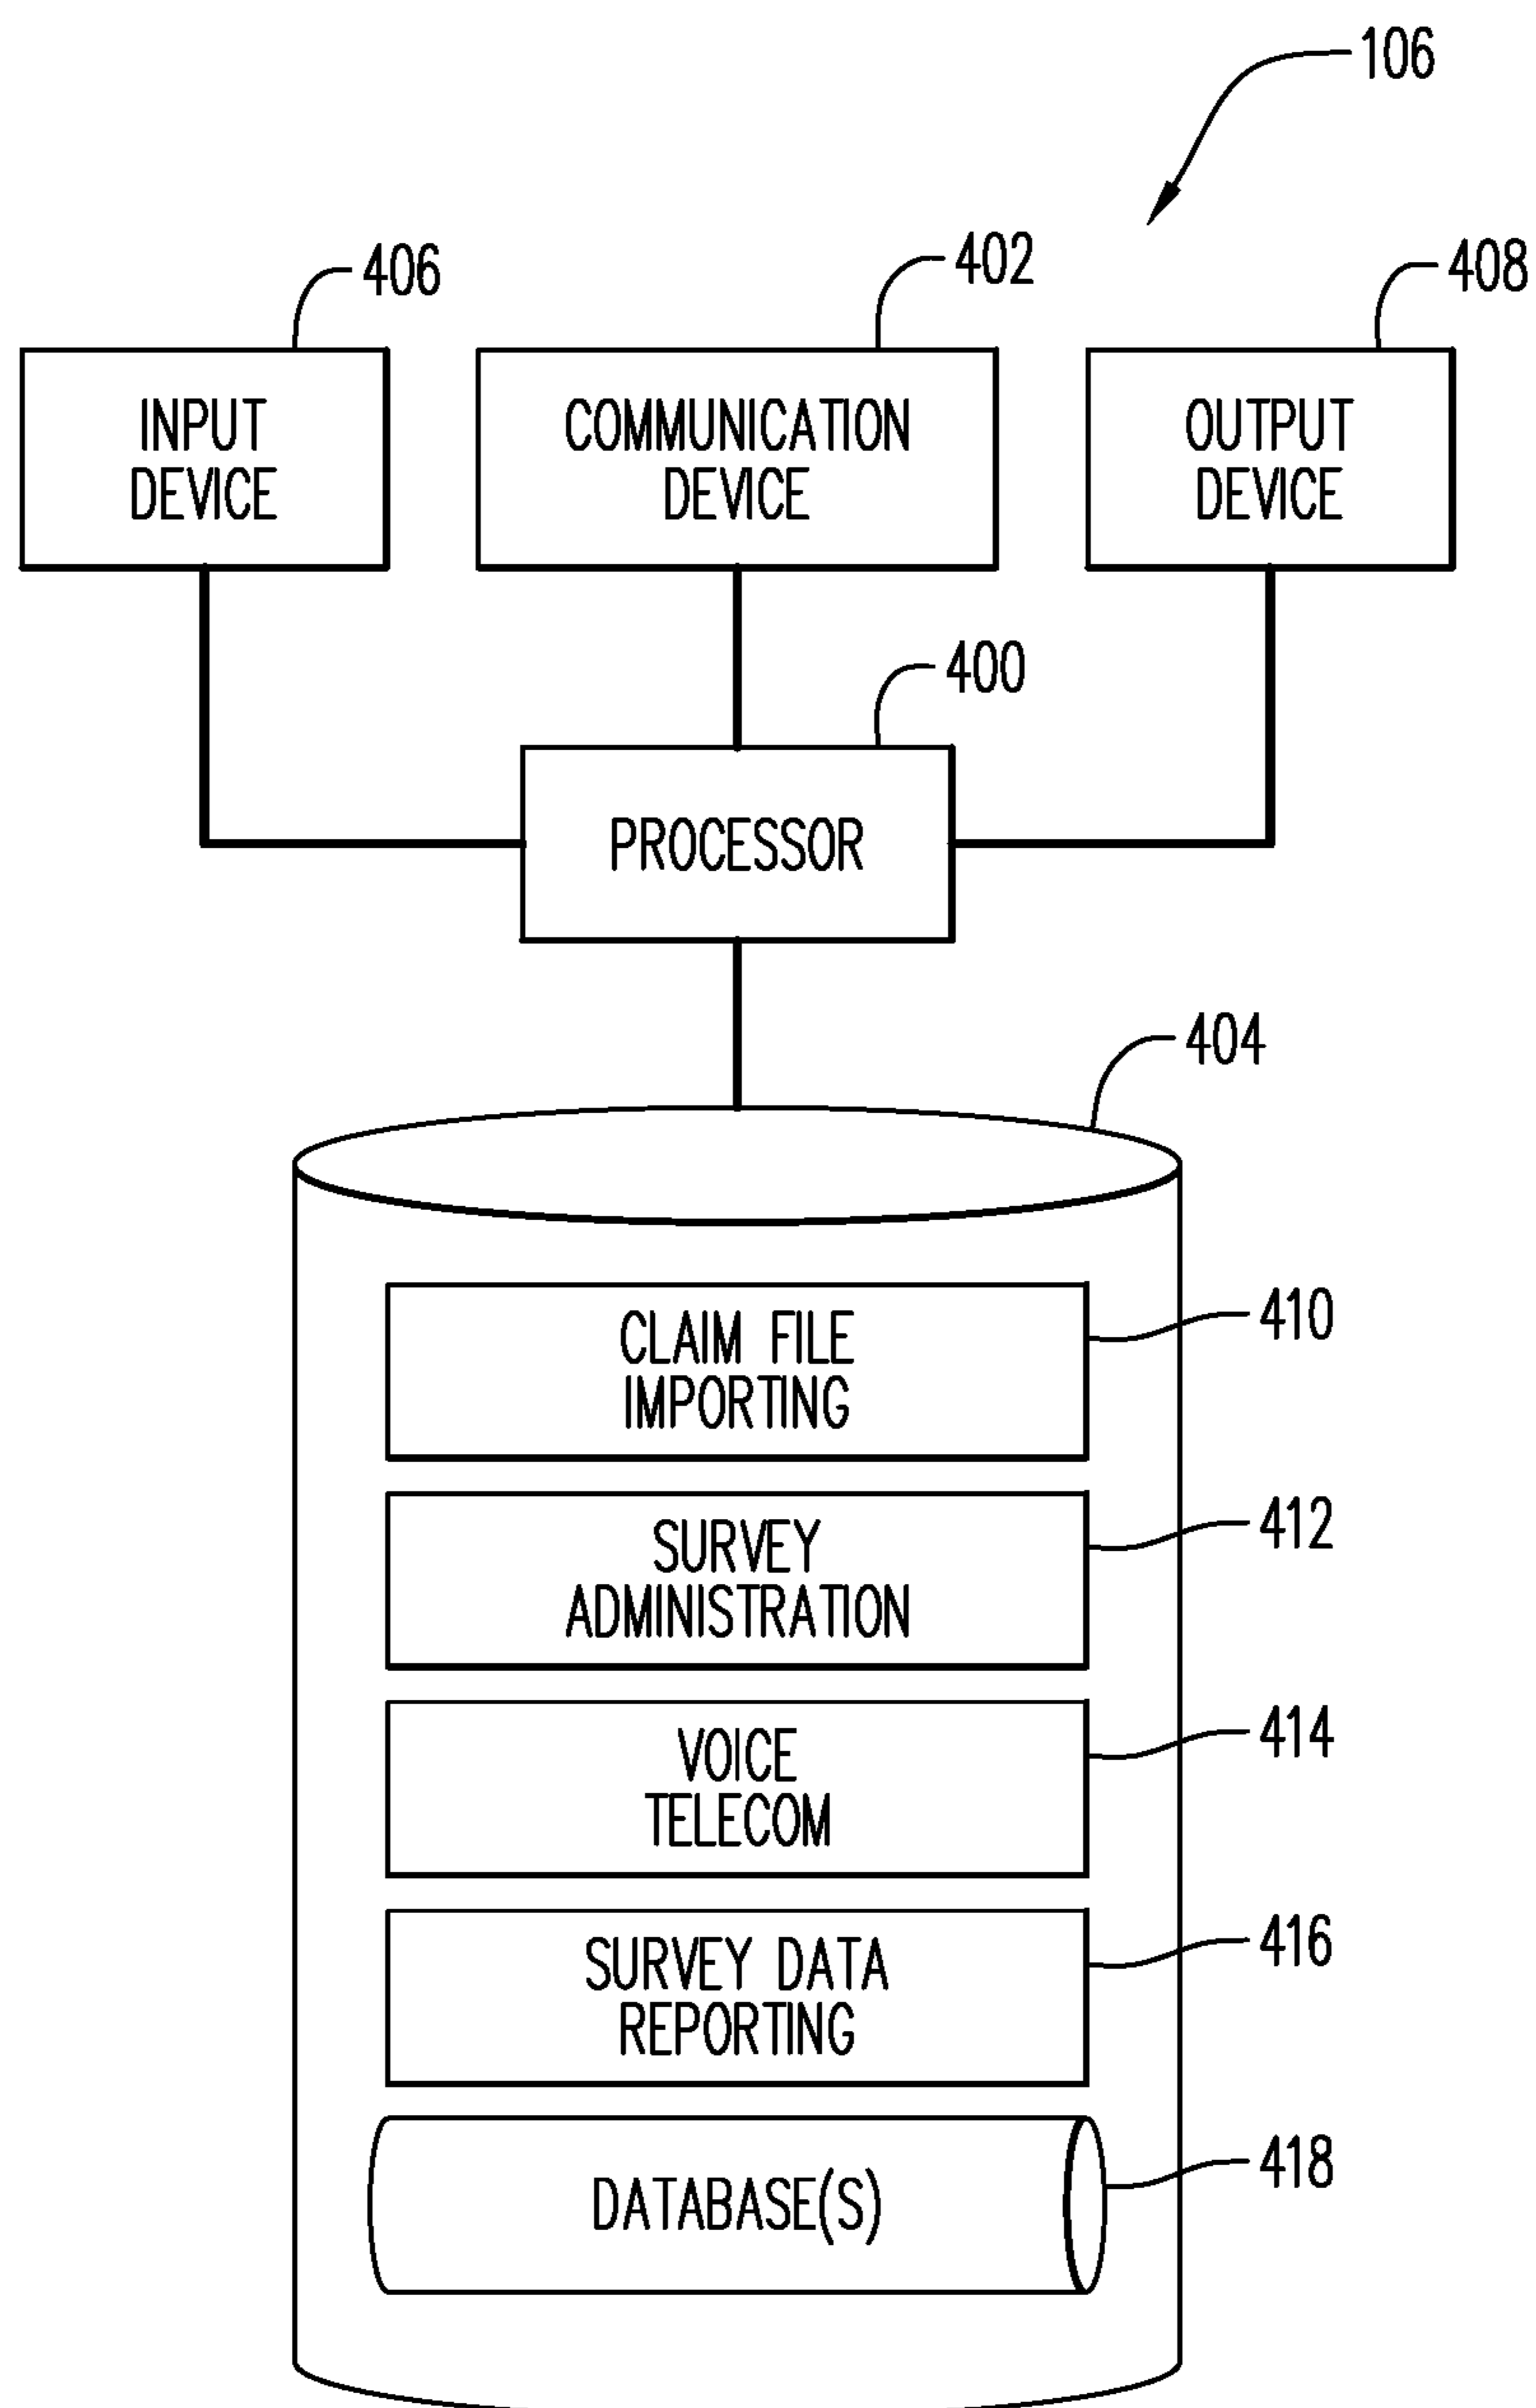 106
406
402
408
INPUT
DEVICE
COMMUNICATION
DEVICE
OUTPUT
DEVICE
400
PROCESSOR
404
CLAIM FILE
IMPORTING
410
SURVEY
ADMINISTRATION
412
VOICE
TELECOM
414
SURVEY DATA
REPORTING
416
DATABASE(S)
418